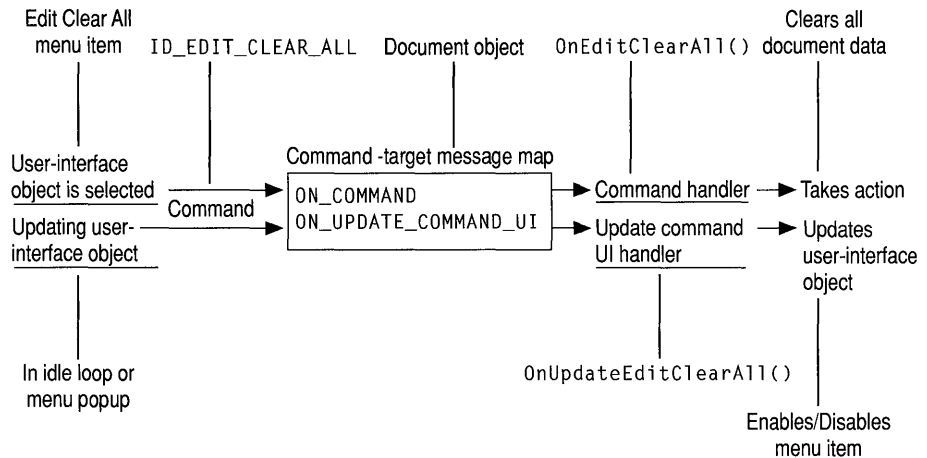 Edit Clear All
menu item
ID_EDIT_CLEAR_ALL
Document object
OnEditClearAll()
Clears all
document data
User-interface
object is selected
Command
Command -target message map
ON_COMMAND
ON_UPDATE_COMMAND_UI
Command handler
Takes action
Updating user-
interface object
Update command
UI handler
Updates
user-interface
object
In idle loop or
menu popup
OnUpdateEditClearAll()
Enables/Disables
menu item